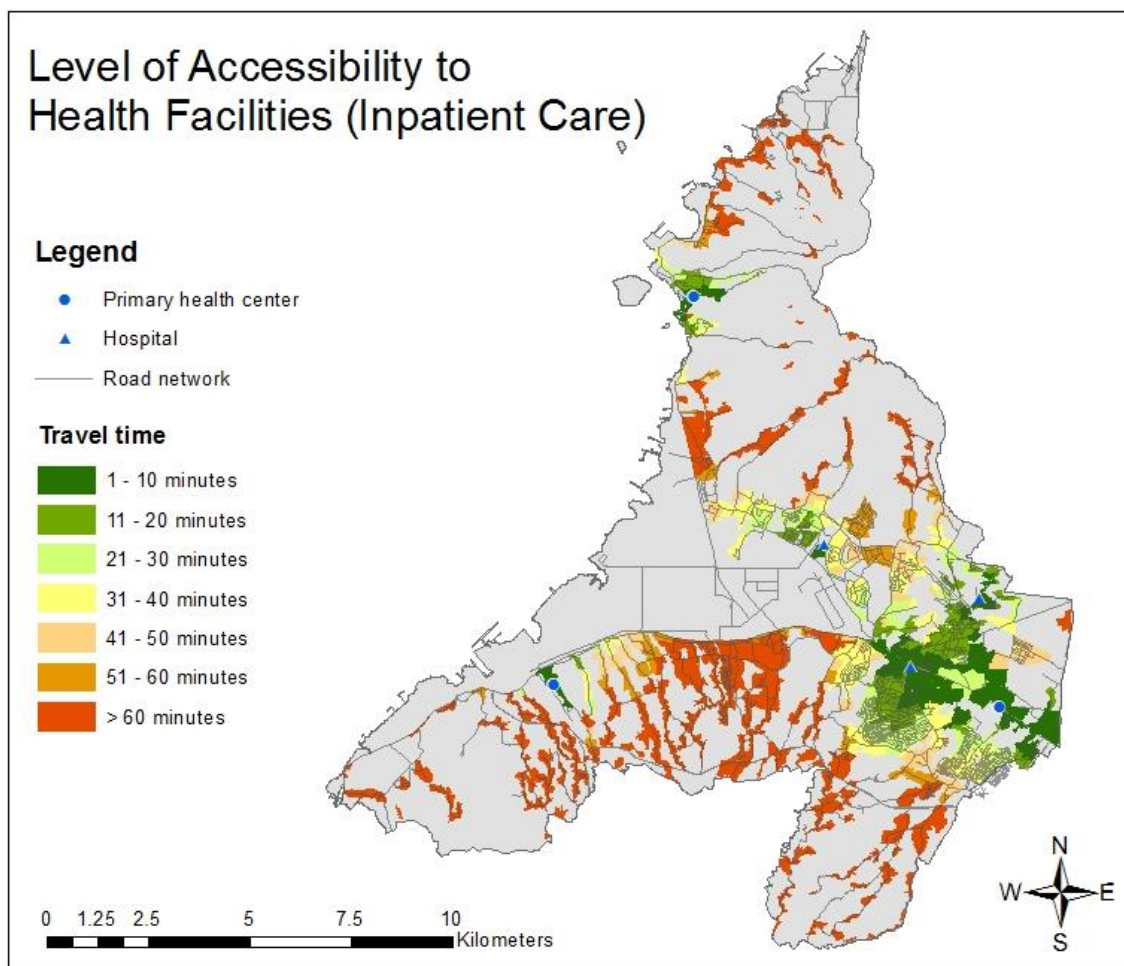 Level of Accessibility to
Health Facilities (Inpatient Care)
Legend
Primary health center
Hospital
Road network
Travel time
1 - 10 minutes
11 - 20 minutes
21 - 30 minutes
31 - 40 minutes
41 - 50 minutes
51 - 60 minutes
> 60 minutes
N
W E
S
0 1.25 2.5 5 7.5 10
Kilometers